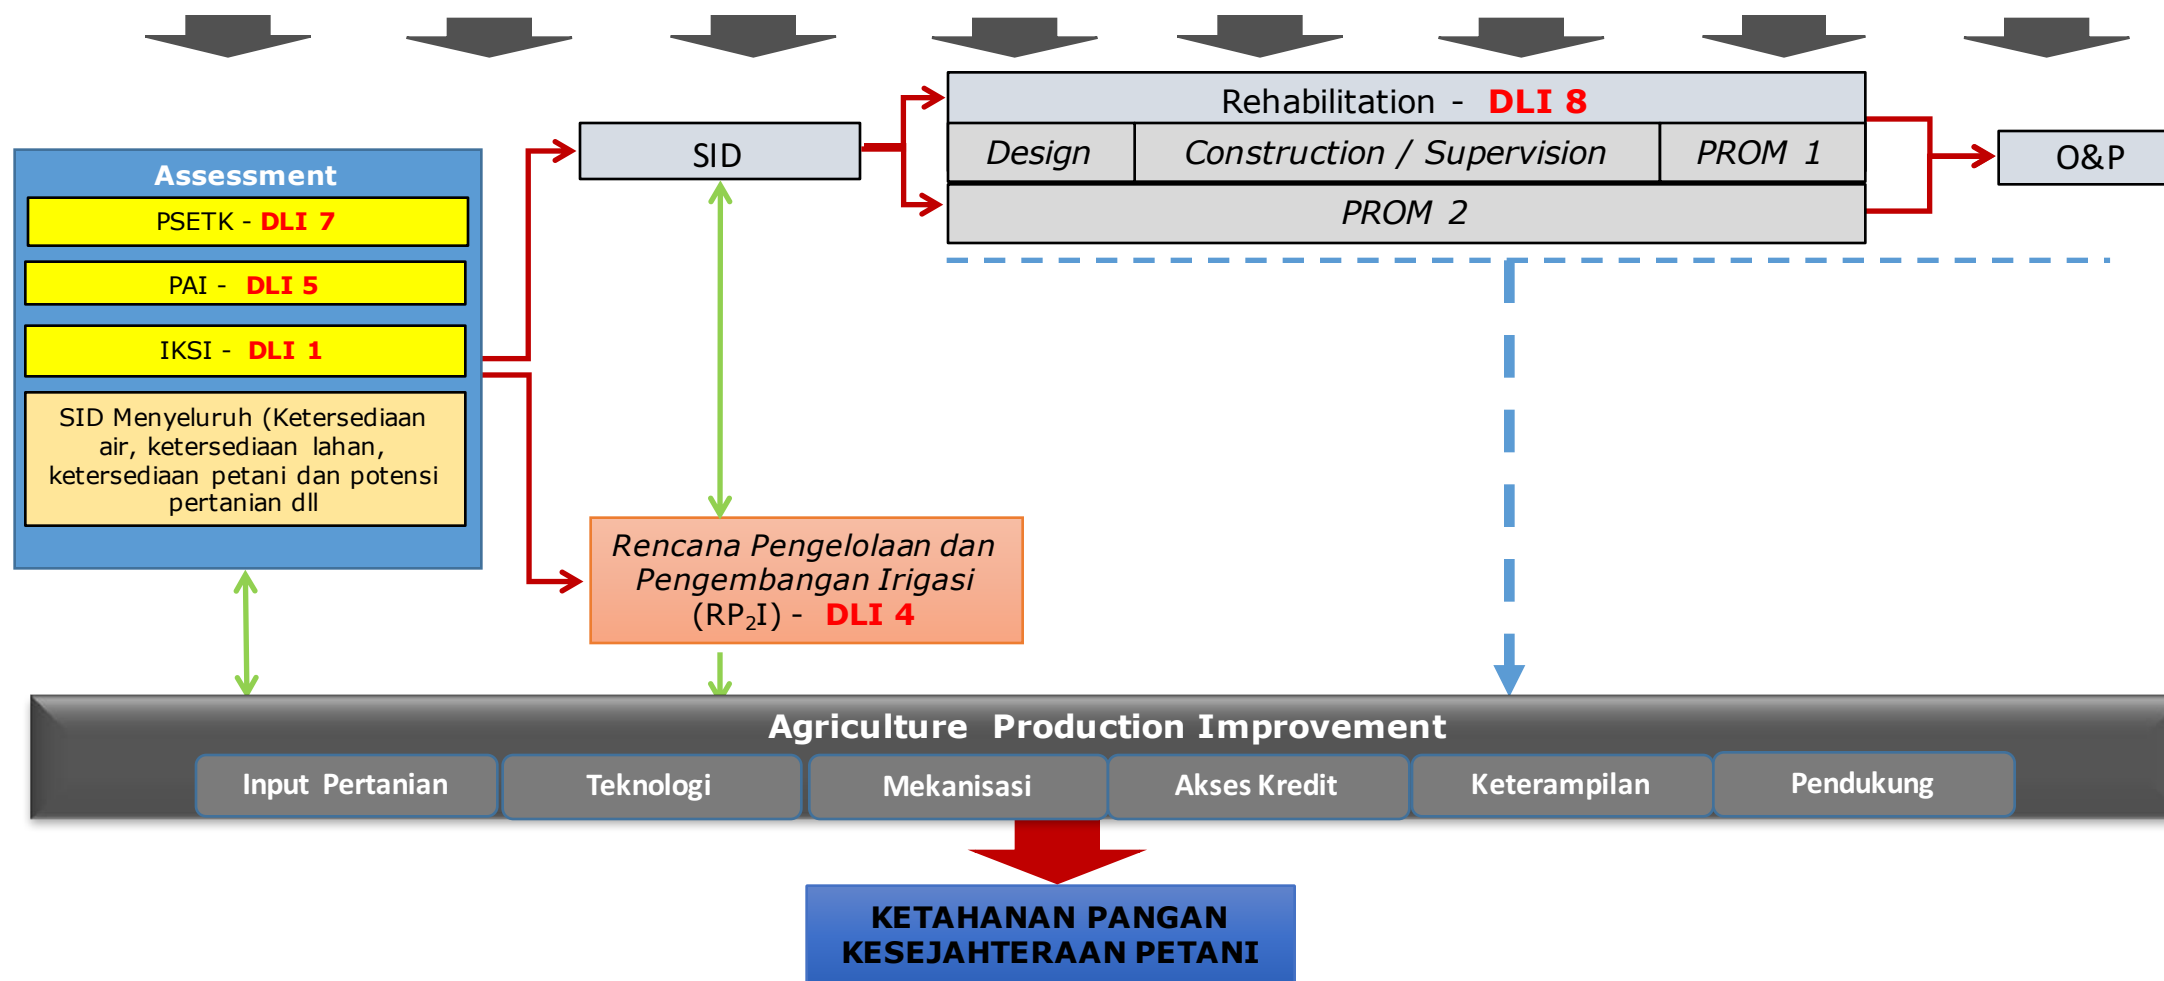 Assessment
PSETK - DLI 7
PAI - DLI 5
IKSI - DLI 1
SID Menyeluruh (Ketersediaan
air, ketersediaan lahan,
ketersediaan petani dan potensi
pertanian dll
SID
Rencana Pengelolaan dan
Pengembangan Irigasi
(RP2I) - DLI 4
Rehabilitation - DLI 8
Design
Construction / Supervision
PROM 1
PROM 2
O&P
Agriculture Production Improvement
Input Pertanian
Teknologi
Mekanisasi
Akses Kredit
Keterampilan
Pendukung
KETAHANAN PANGAN
KESEJAHTERAAN PETANI